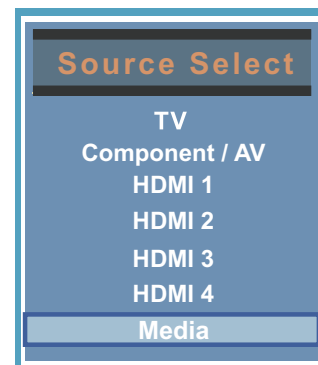 Source Select
TV
Component / AV
HDMI 1
HDMI 2
HDMI 3
HDMI 4
Media